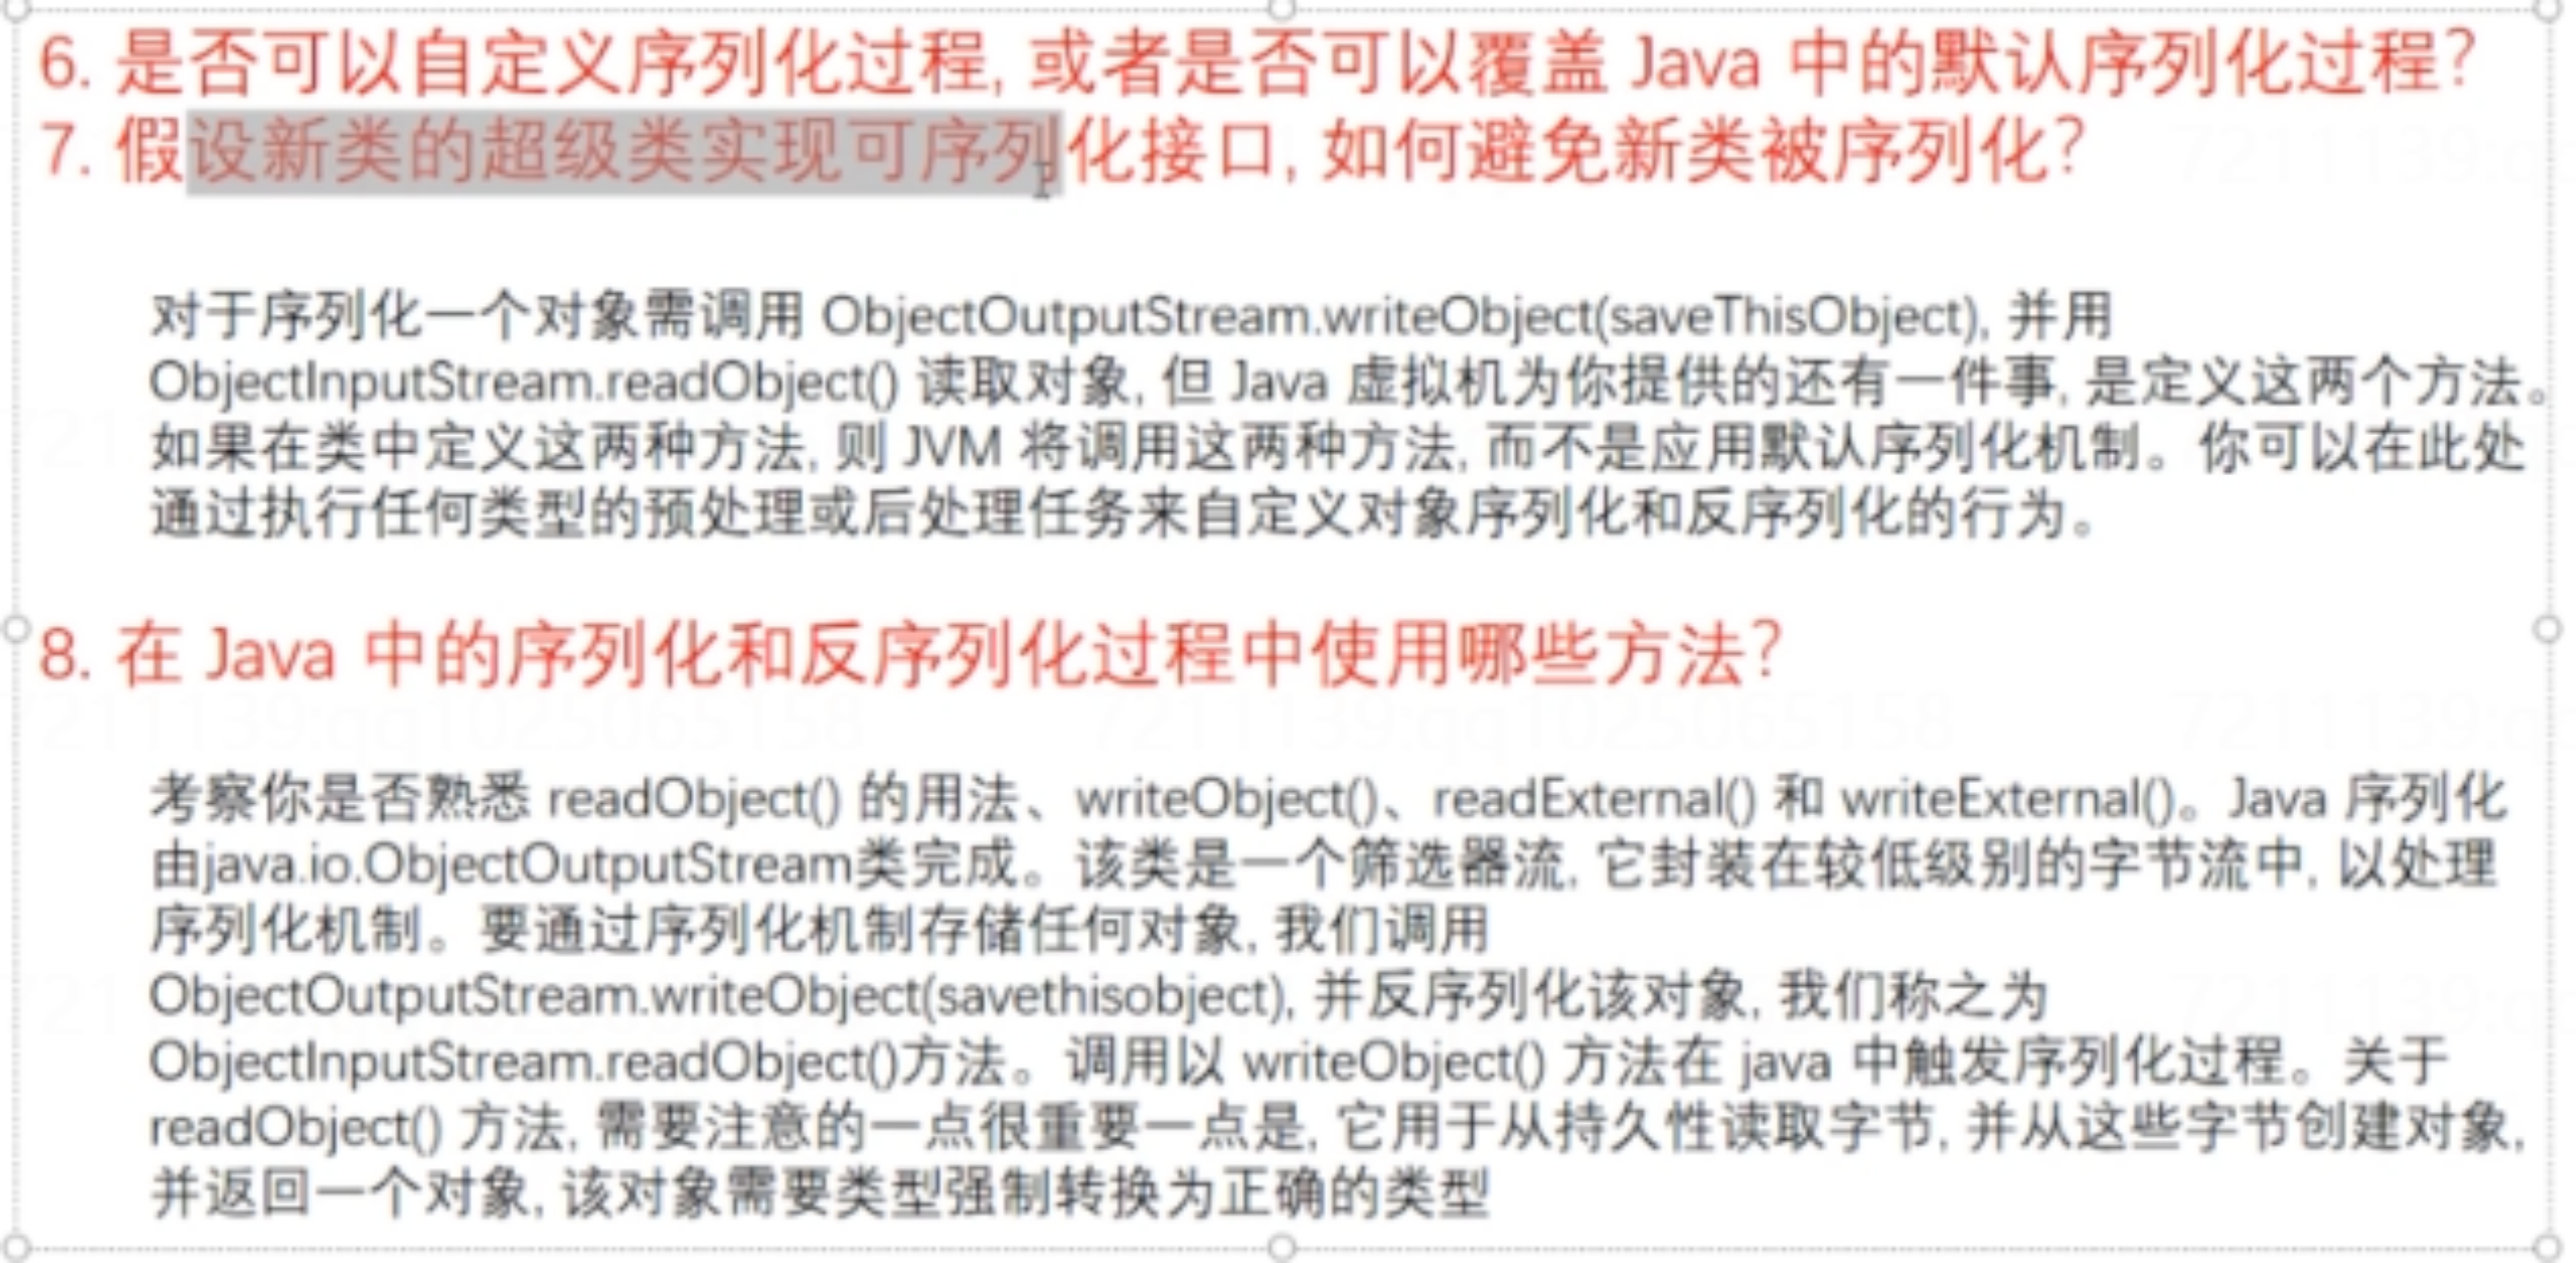 6. 是否可以自定义序列化过程, 或者是否可以覆盖 Java 中的默认序列化过程?
7. 假设新类的超级类实现可序列化接口, 如何避免新类被序列化?
对于序列化一个对象需调用 ObjectOutputStream.writeObject(saveThisObject), 并用
ObjectInputStream.readObject() 读取对象, 但 Java 虚拟机为你提供的还有一件事, 是定义这两个方法。
如果在类中定义这两种方法, 则 JVM 将调用这两种方法, 而不是应用默认序列化机制。你可以在此处
通过执行任何类型的预处理或后处理任务来自定义对象序列化和反序列化的行为。
8. 在 Java 中的序列化和反序列化过程中使用哪些方法?
7211139:qq1025065158 7211139:qq1025065158 7211139:q
考察你是否熟悉 readObject() 的用法、writeObject()、readExternal() 和 writeExternal()。Java 序列化
由java.io.ObjectOutputStream类完成。该类是一个筛选器流, 它封装在较低级别的字节流中, 以处理
序列化机制。要通过序列化机制存储任何对象, 我们调用
ObjectOutputStream.writeObject(savethisobject), 并反序列化该对象, 我们称之为
ObjectInputStream.readObject()方法。调用以 writeObject() 方法在 java 中触发序列化过程。关于
readObject() 方法, 需要注意的一点很重要一点是, 它用于从持久性读取字节, 并从这些字节创建对象,
并返回一个对象, 该对象需要类型强制转换为正确的类型